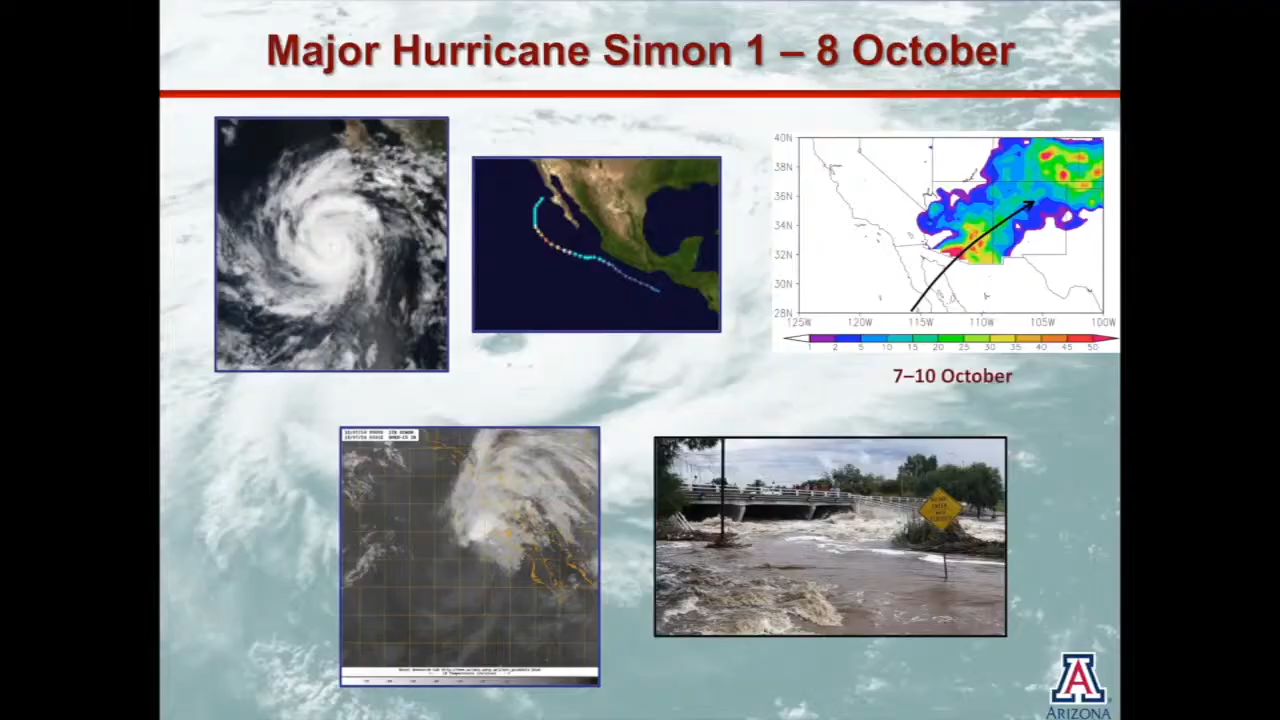 Major Hurricane Simon 1 – 8 October
40N
38N
36N
34N
32N
30N
28N
125W 120W 115W 110W 105W 100W
1 2 5 10 15 20 25 30 35 40 45 50
7–10 October
ARIZONA